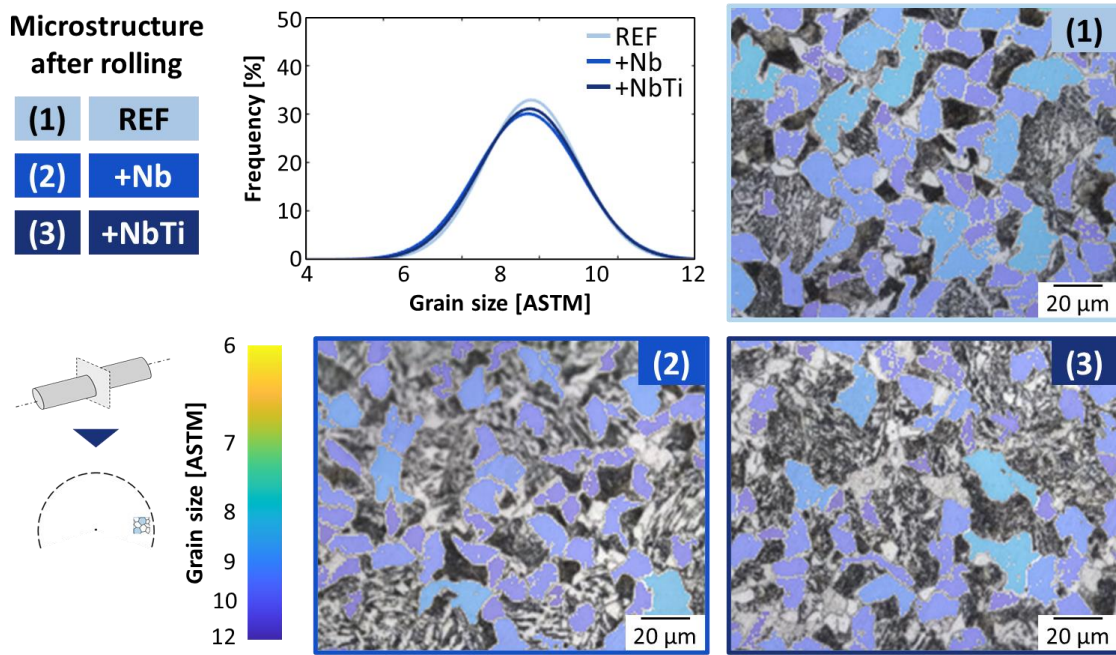 Microstructure
after rolling
(1) REF
(2) +Nb
(3) +NbTi
Frequency [%]
50
40
30
20
10
0
4 6 8 10 12
Grain size [ASTM]
REF
+Nb
+NbTi
(1)
20 µm
Grain size [ASTM]
6
7
8
9
10
12
(2)
20 µm
(3)
20 µm